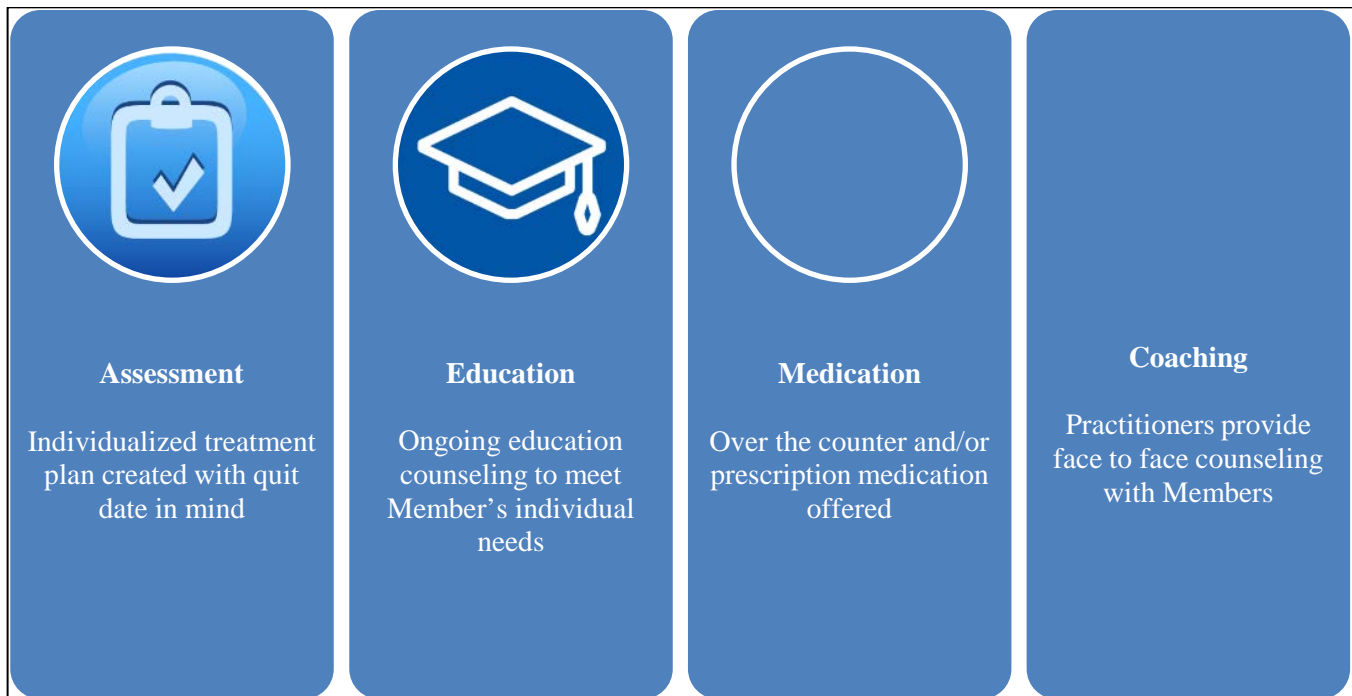 Assessment
Individualized treatment
plan created with quit
date in mind
Education
Ongoing education
counseling to meet
Member’s individual
needs
Medication
Over the counter and/or
prescription medication
offered
Coaching
Practitioners provide
face to face counseling
with Members